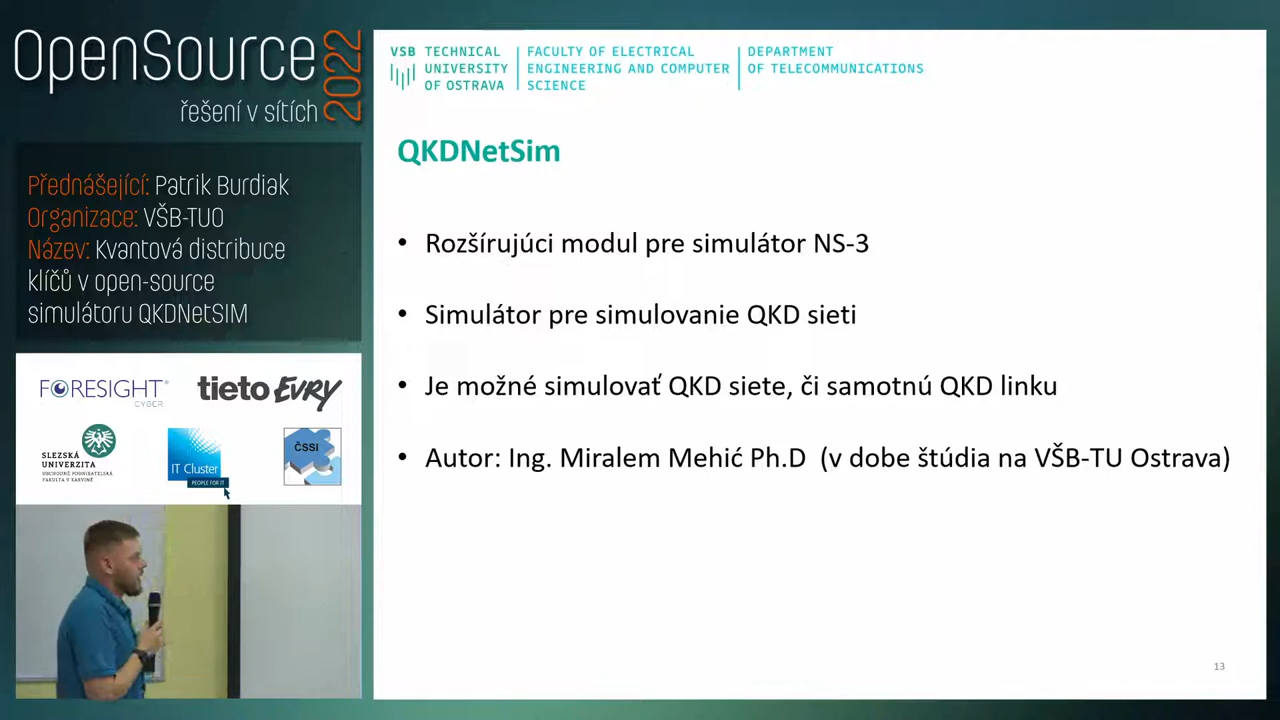 OpenSource
2022
řešení v sítích
Přednášející: Patrik Burdiak
Organizace: VŠB-TUO
Název: Kvantová distribuce
klíčů v open-source
simulátoru QKDNetSIM
FORESIGHT
CYBER
tieto Evry
SLEZSKÁ
UNIVERZITA
OBCHODNĚ PODNIKATELSKÁ
FAKULTA V KARVINÉ
IT Cluster
PEOPLE FOR IT
ČSSI
VSB TECHNICAL
UNIVERSITY
OF OSTRAVA
FACULTY OF ELECTRICAL
ENGINEERING AND COMPUTER
SCIENCE
DEPARTMENT
OF TELECOMMUNICATIONS
QKDNetSim
• Rozšírujúci modul pre simulátor NS-3
• Simulátor pre simulovanie QKD sieti
• Je možné simulovať QKD siete, či samotnú QKD linku
• Autor: Ing. Miralem Mehić Ph.D (v dobe štúdia na VŠB-TU Ostrava)
13